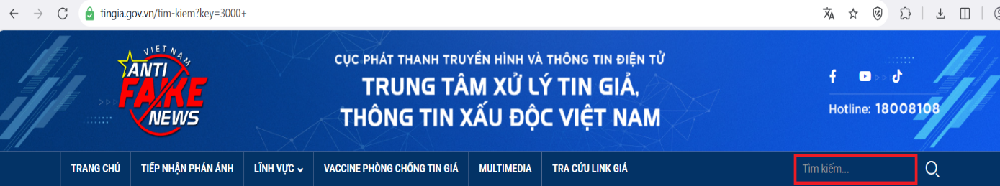 tingia.gov.vn/tim-kiem?key=3000+
VIET NAM
ANTI
FAKE
NEWS
CỤC PHÁT THANH TRUYỀN HÌNH VÀ THÔNG TIN ĐIỆN TỬ
TRUNG TÂM XỬ LÝ TIN GIẢ,
THÔNG TIN XẤU ĐỘC VIỆT NAM
Hotline: 18008108
TRANG CHỦ TIẾP NHẬN PHẢN ÁNH LĨNH VỰC VACCINE PHÒNG CHỐNG TIN GIẢ MULTIMEDIA TRA CỨU LINK GIẢ Tìm kiếm...